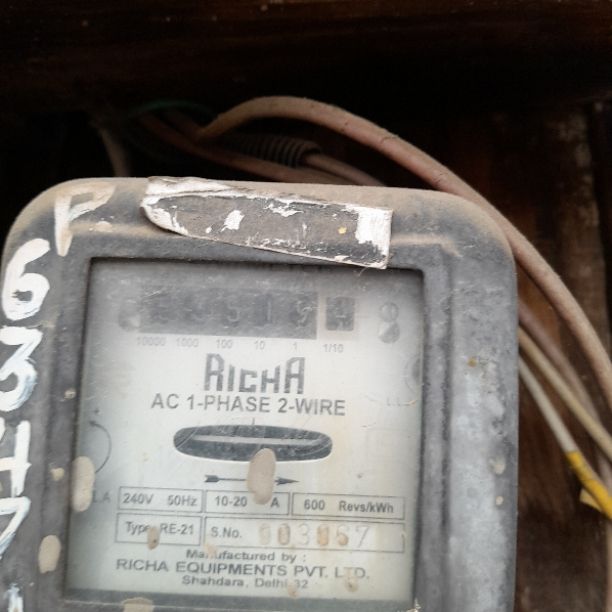 P
6
3
10000 1000 100 10 1 1/10
RICHA
AC 1-PHASE 2-WIRE
240V 50Hz 10-20 A 600 Revs/kWh
Type RE-21 S.No.
Manufactured by :
RICHA EQUIPMENTS PVT. LTD.
Shahdara, Delhi-32